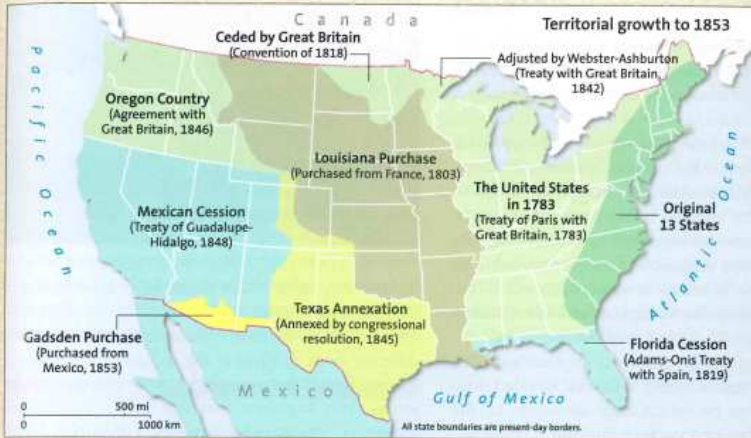 Canada
Territorial growth to 1853
Ceded by Great Britain
(Convention of 1818)
Adjusted by Webster-Ashburton
(Treaty with Great Britain,
1842)
Pacific Ocean
Oregon Country
(Agreement with
Great Britain, 1846)
Louisiana Purchase
(Purchased from France, 1803)
The United States
in 1783
(Treaty of Paris with
Great Britain, 1783)
Original
13 States
Atlantic Ocean
Mexican Cession
(Treaty of Guadalupe-
Hidalgo, 1848)
Texas Annexation
(Annexed by congressional
resolution, 1845)
Gadsden Purchase
(Purchased from
Mexico, 1853)
Florida Cession
(Adams-Onis Treaty
with Spain, 1819)
Mexico
Gulf of Mexico
0 500 mi
0 1000 km
All state boundaries are present-day borders.